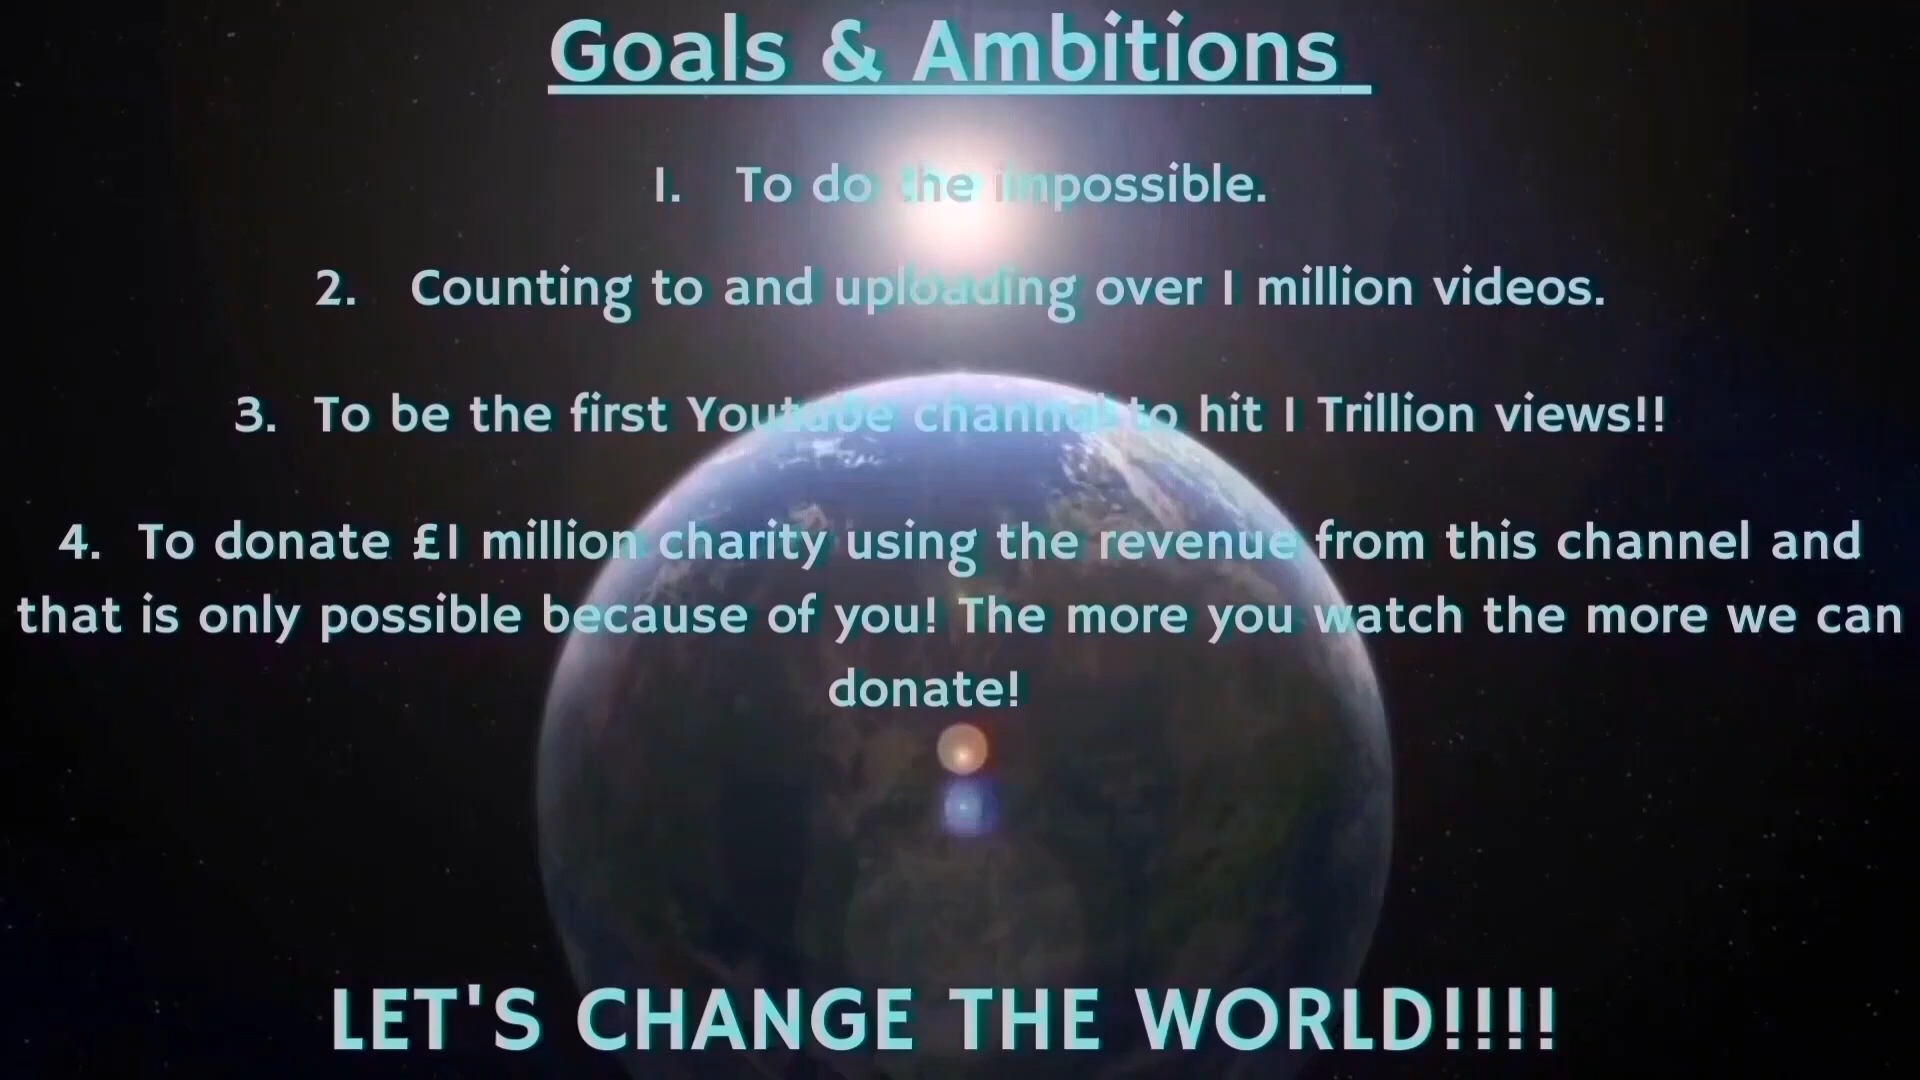 Goals & Ambitions
1. To do the impossible.
2. Counting to and uploading over 1 million videos.
3. To be the first Youtube channel to hit 1 Trillion views!!
4. To donate £1 million charity using the revenue from this channel and
that is only possible because of you! The more you watch the more we can
donate!
LET'S CHANGE THE WORLD!!!!